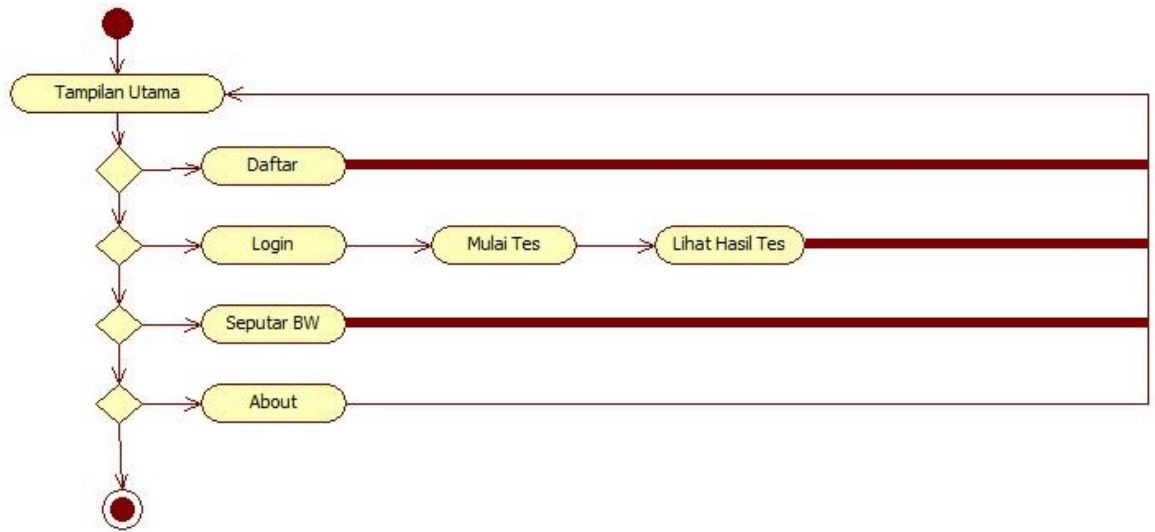 Tampilan Utama
Daftar
Login
Mulai Tes
Lihat Hasil Tes
Seputar BW
About